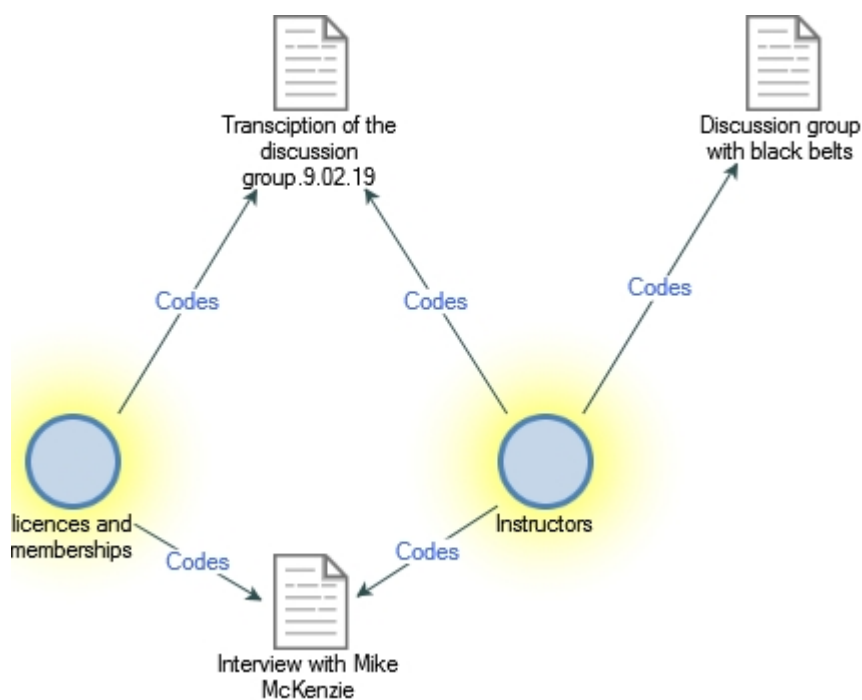 Transciption of the
discussion
group.9.02.19
Discussion group
with black belts
Codes
Codes
Codes
licences and
memberships
Instructors
Codes
Codes
Interview with Mike
McKenzie